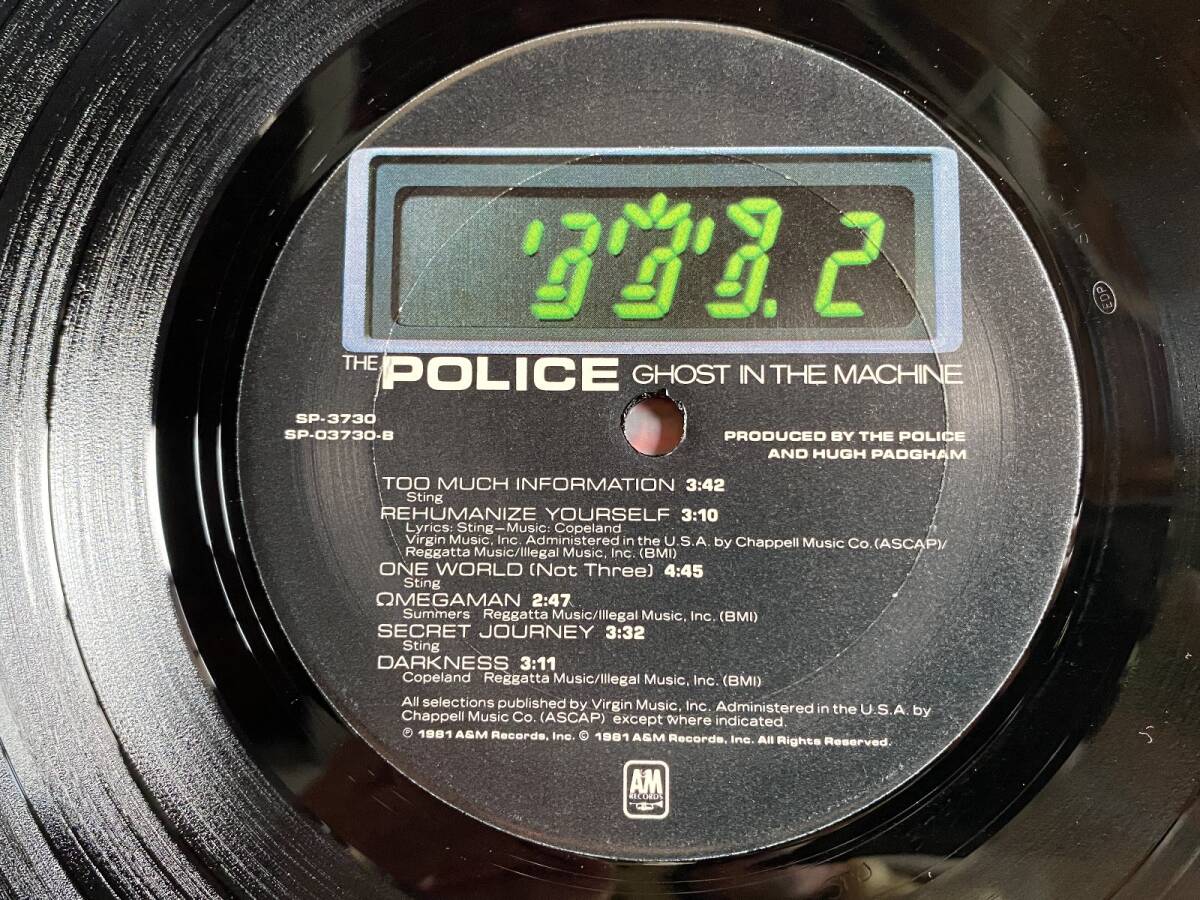 .2
THE POLICE GHOST IN THE MACHINE
SP-3730
SP-03730-B
PRODUCED BY THE POLICE
AND HUGH PADGHAM
TOO MUCH INFORMATION 3:42
Sting
REHUMANIZE YOURSELF 3:10
Lyrics: Sting–Music: Copeland
Virgin Music, Inc. Administered in the U.S.A. by Chappell Music Co. (ASCAP)/
Reggatta Music/Illegal Music, Inc. (BMI)
ONE WORLD (Not Three) 4:45
Sting
ΩMEGAMAN 2:47
Summers Reggatta Music/Illegal Music, Inc. (BMI)
SECRET JOURNEY 3:32
Sting
DARKNESS 3:11
Copeland Reggatta Music/Illegal Music, Inc. (BMI)
All selections published by Virgin Music, Inc. Administered in the U.S.A. by
Chappell Music Co. (ASCAP) except where indicated.
℗ 1981 A&M Records, Inc. © 1981 A&M Records, Inc. All Rights Reserved.
A&M
RECORDS
EDP